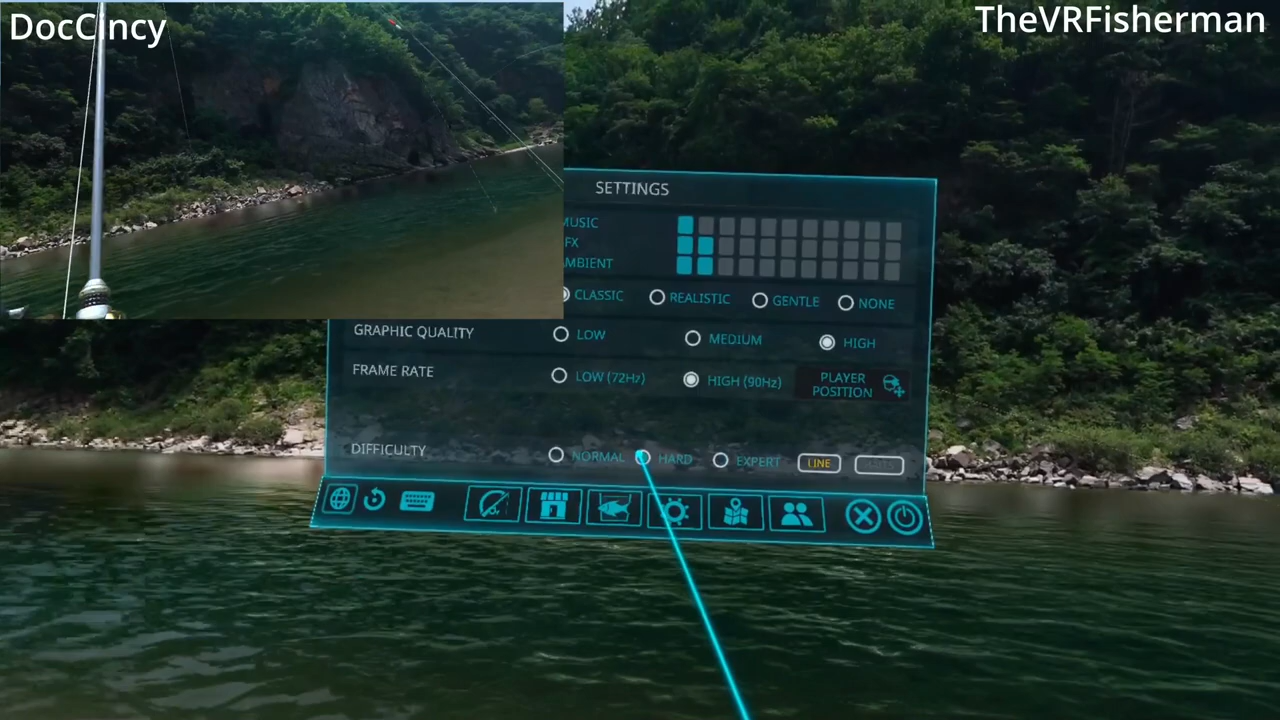 DocCincy
TheVRFisherman
SETTINGS
MUSIC
FX
AMBIENT
CLASSIC REALISTIC GENTLE NONE
GRAPHIC QUALITY LOW MEDIUM HIGH
FRAME RATE LOW (72Hz) HIGH (90Hz) PLAYER
POSITION
DIFFICULTY NORMAL HARD EXPERT LINE